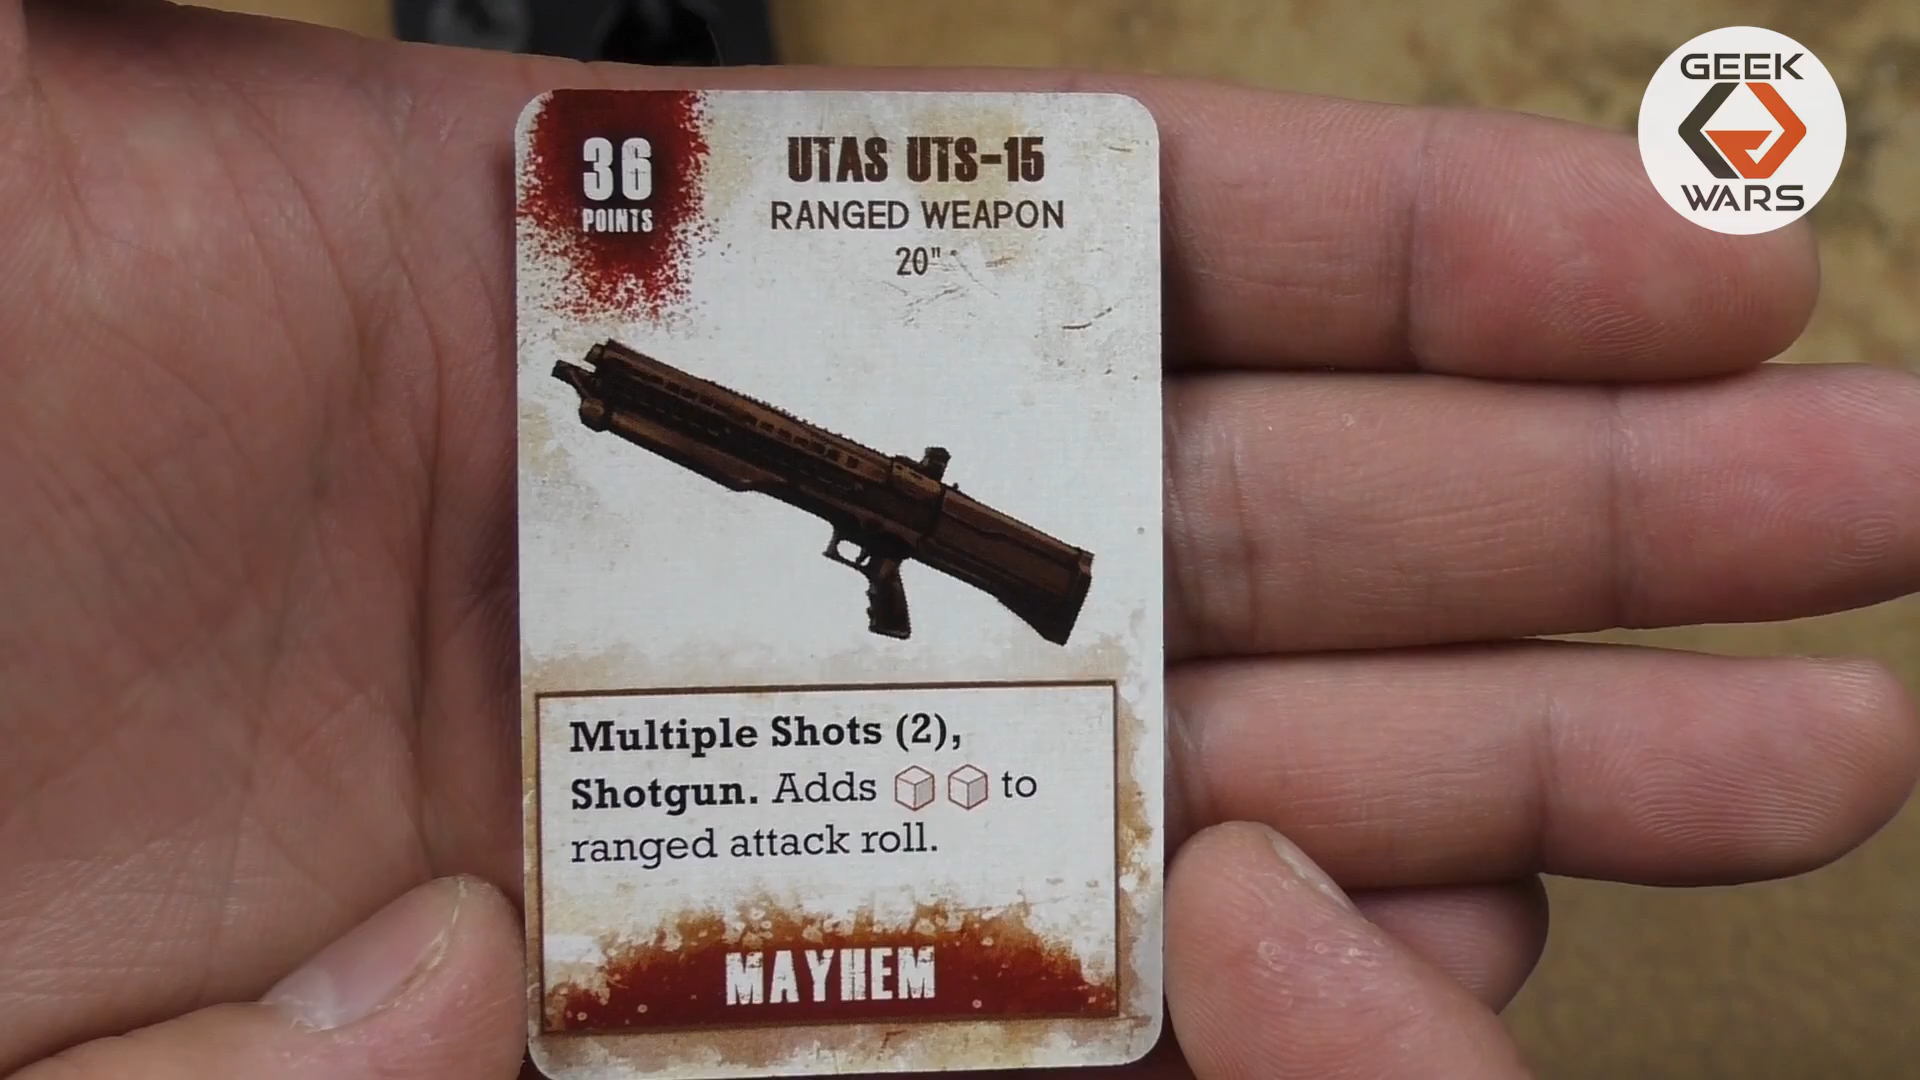 36
POINTS
UTAS UTS-15
RANGED WEAPON
20"
Multiple Shots (2),
Shotgun. Adds to
ranged attack roll.
MAYHEM
GEEK
WARS